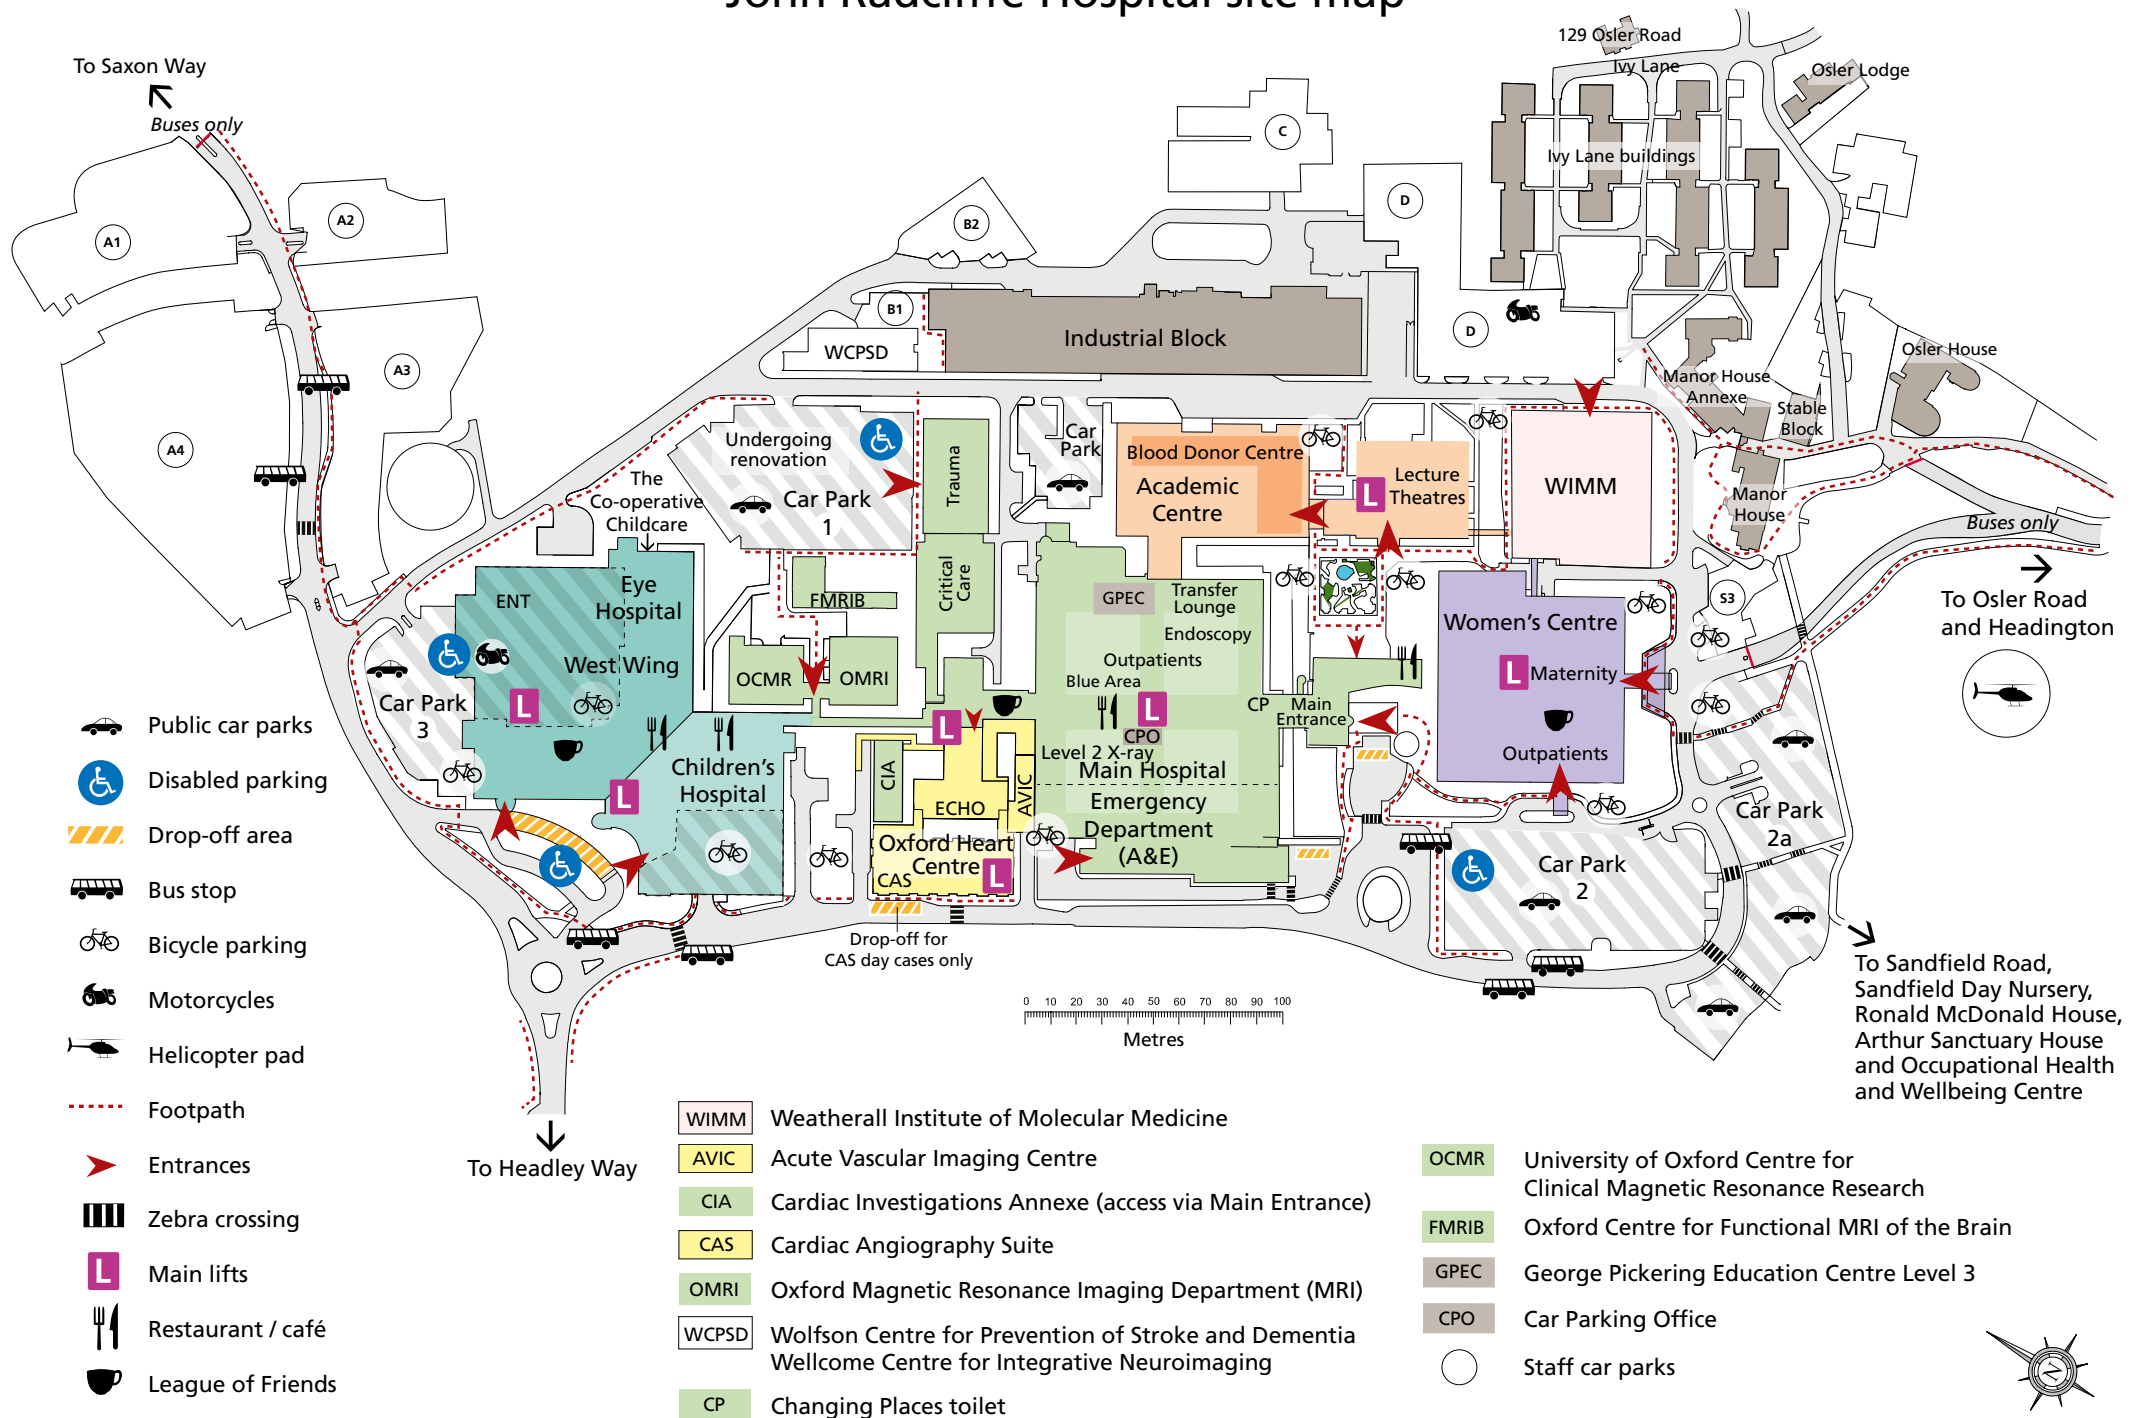 John Radcliffe Hospital site map
To Saxon Way
Buses only
A1
A2
A3
A4
B2
B1
C
D
D
129 Osler Road
Ivy Lane
Osler Lodge
Ivy Lane buildings
WCPSD
Industrial Block
Manor House
Annexe
Stable
Block
Osler House
Manor
House
Buses only
To Osler Road
and Headington
S3
Undergoing
renovation
Car Park
1
The
Co-operative
Childcare
Trauma
Critical
Care
Car
Park
Blood Donor Centre
Academic
Centre
L
Lecture
Theatres
WIMM
ENT
Eye
Hospital
West Wing
L
FMRIB
OCMR
OMRI
GPEC
Transfer
Lounge
Endoscopy
Outpatients
Blue Area
L
CP
Main
Entrance
CPO
Level 2 X-ray
Main Hospital
Emergency
Department
(A&E)
Women's Centre
L
Maternity
Outpatients
Car Park
3
Children's
Hospital
L
L
CIA
ECHO
AVIC
Oxford Heart
Centre
CAS
L
Drop-off for
CAS day cases only
Car Park
2
Car Park
2a
To Sandfield Road,
Sandfield Day Nursery,
Ronald McDonald House,
Arthur Sanctuary House
and Occupational Health
and Wellbeing Centre
0 10 20 30 40 50 60 70 80 90 100
Metres
To Headley Way
Public car parks
Disabled parking
Drop-off area
Bus stop
Bicycle parking
Motorcycles
Helicopter pad
Footpath
Entrances
Zebra crossing
L Main lifts
Restaurant / café
League of Friends
WIMM Weatherall Institute of Molecular Medicine
AVIC Acute Vascular Imaging Centre
CIA Cardiac Investigations Annexe (access via Main Entrance)
CAS Cardiac Angiography Suite
OMRI Oxford Magnetic Resonance Imaging Department (MRI)
WCPSD Wolfson Centre for Prevention of Stroke and Dementia
Wellcome Centre for Integrative Neuroimaging
CP Changing Places toilet
OCMR University of Oxford Centre for
Clinical Magnetic Resonance Research
FMRIB Oxford Centre for Functional MRI of the Brain
GPEC George Pickering Education Centre Level 3
CPO Car Parking Office
Staff car parks
N